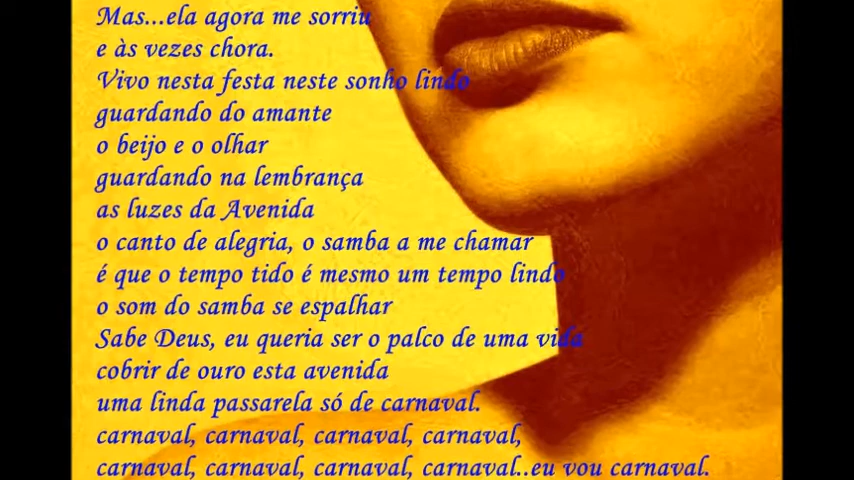 Mas...ela agora me sorriu
e às vezes chora.
Vivo nesta festa neste sonho lindo
guardando do amante
o beijo e o olhar
guardando na lembrança
as luzes da Avenida
o canto de alegria, o samba a me chamar
é que o tempo tido é mesmo um tempo lindo
o som do samba se espalhar
Sabe Deus, eu queria ser o palco de uma vida
cobrir de ouro esta avenida
uma linda passarela só de carnaval.
carnaval, carnaval, carnaval, carnaval,
carnaval, carnaval, carnaval, carnaval..eu vou carnaval.